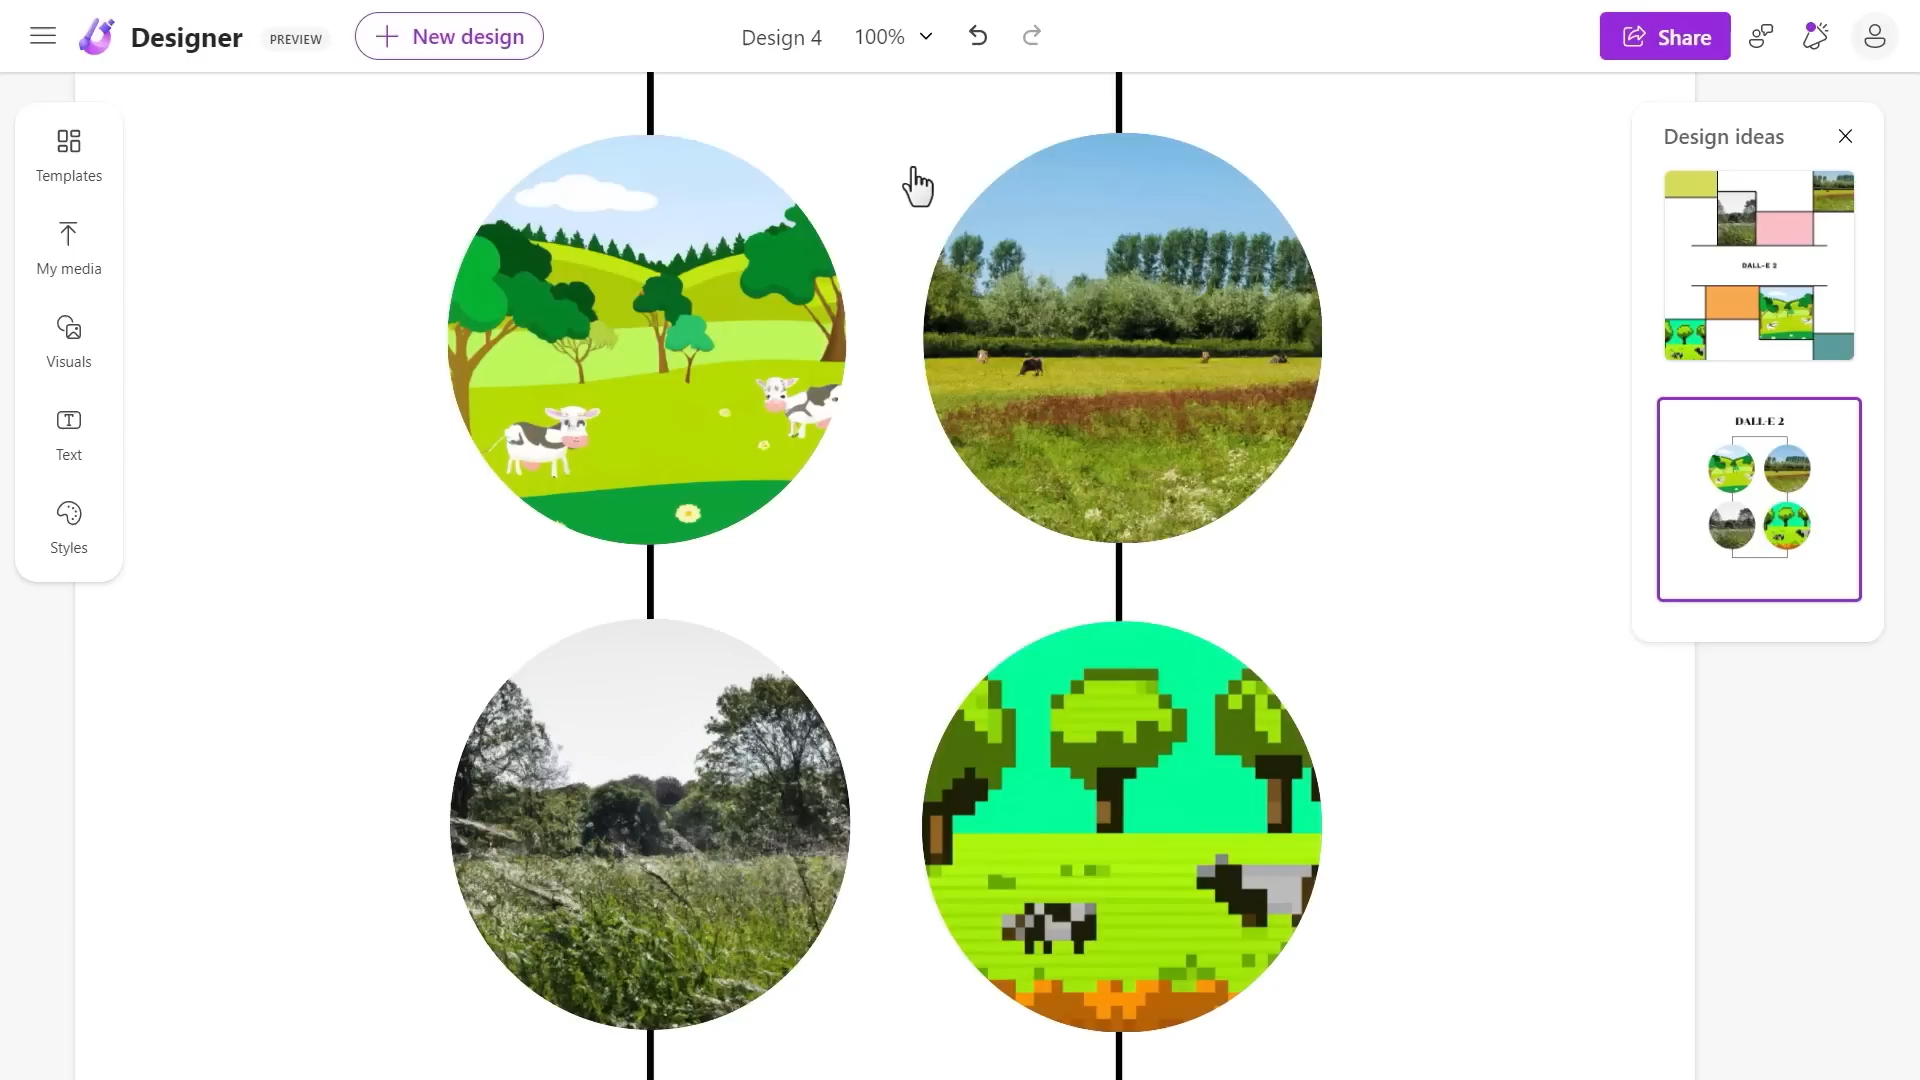 Designer
PREVIEW
New design
Design 4
100%
Share
Templates
My media
Visuals
Text
Styles
Design ideas
DALL-E 2
DALL-E 2